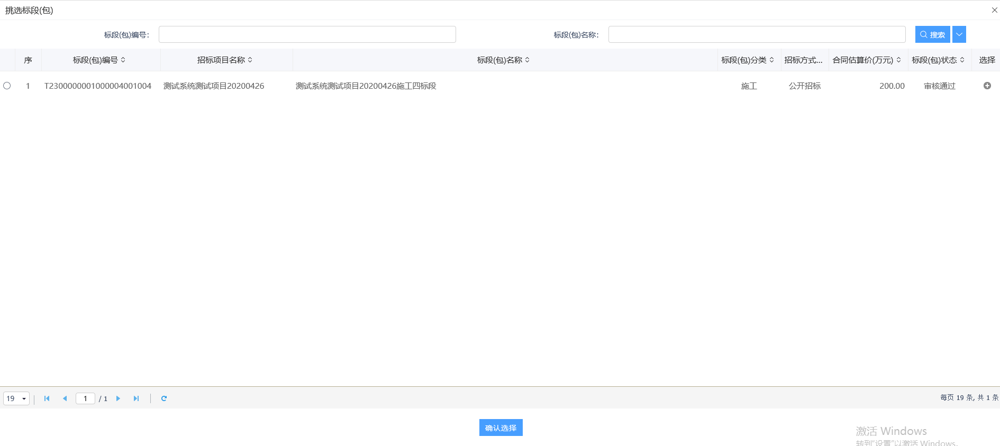 挑选标段(包)
标段(包)编号：
标段(包)名称：
搜索
序 标段(包)编号 招标项目名称 标段(包)名称 标段(包)分类 招标方式... 合同估算价(万元) 标段(包)状态 选择
1 T2300000001000004001004 测试系统测试项目20200426 测试系统测试项目20200426施工四标段 施工 公开招标 200.00 审核通过
19 1 / 1 每页 19 条, 共 1 条
确认选择
激活 Windows
转到"设置"以激活 Windows。